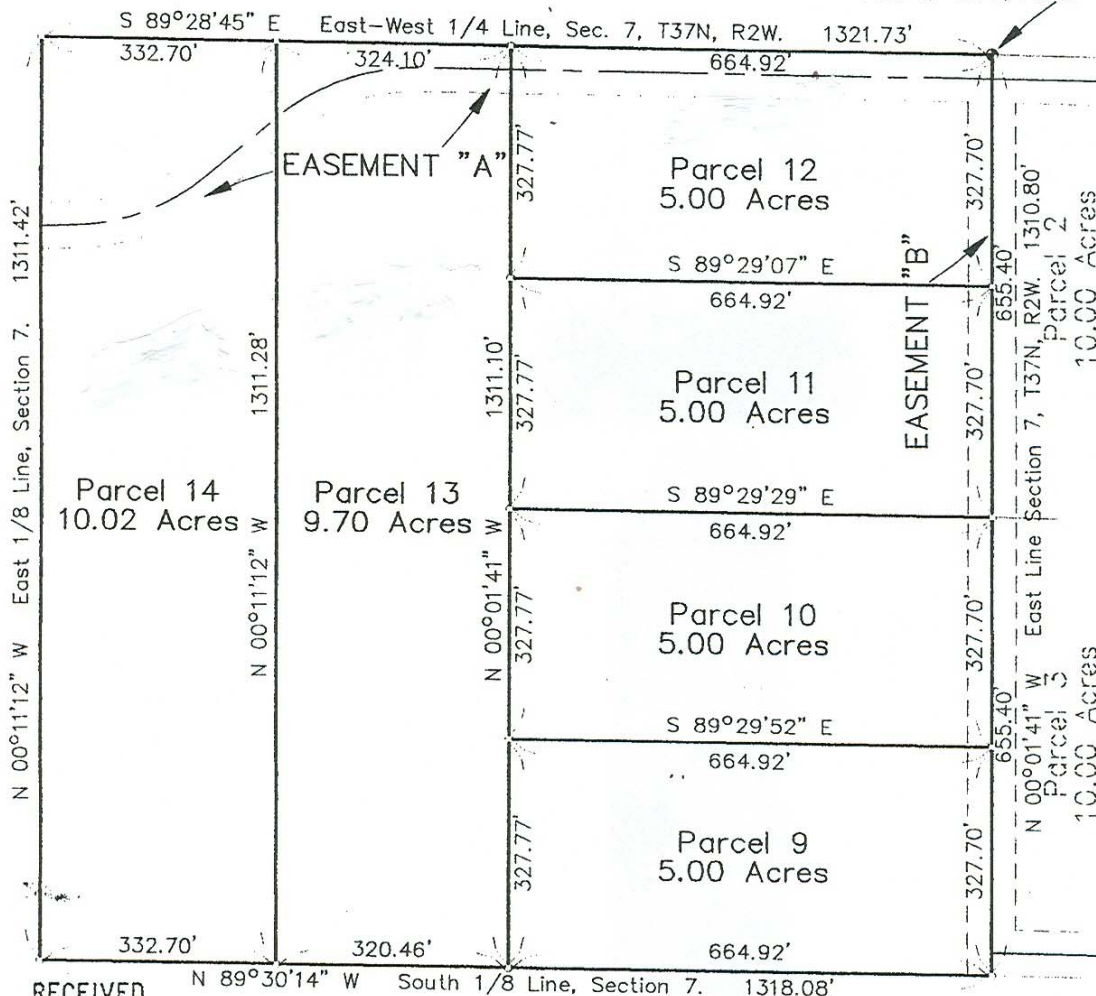 S 89°28'45" E East-West 1/4 Line, Sec. 7, T37N, R2W. 1321.73'
332.70' 324.10' 664.92'
EASEMENT "A"
N 00°11'12" W East 1/8 Line, Section 7. 1311.42'
Parcel 14
10.02 Acres
N 00°11'12" W 1311.28'
Parcel 13
9.70 Acres
N 00°01'41" W 1311.10'
327.77'
Parcel 12
5.00 Acres
327.70'
S 89°29'07" E
664.92'
327.77'
Parcel 11
5.00 Acres
327.70'
EASEMENT "B"
S 89°29'29" E
664.92'
327.77'
Parcel 10
5.00 Acres
327.70'
S 89°29'52" E
664.92'
327.77'
Parcel 9
5.00 Acres
327.70'
655.40'
655.40'
N 00°01'41" W East Line Section 7, T37N, R2W. 1310.80'
Parcel 2
10.00 Acres
Parcel 3
10.00 Acres
332.70' 320.46' 664.92'
N 89°30'14" W South 1/8 Line, Section 7. 1318.08'
RECEIVED